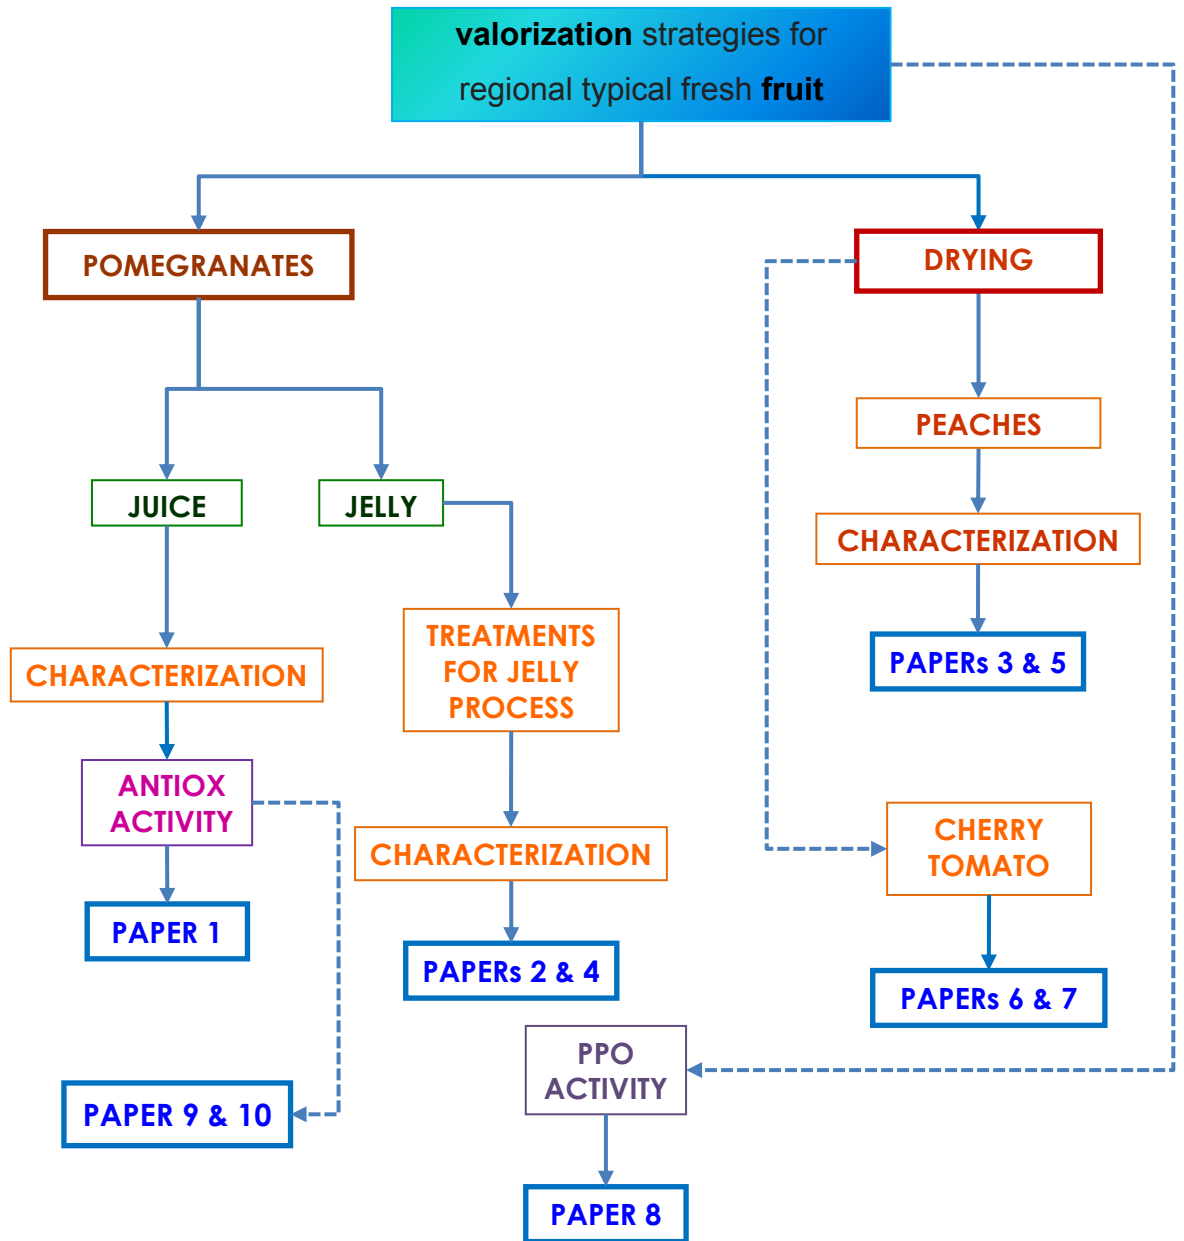 valorization strategies for
regional typical fresh fruit
POMEGRANATES
DRYING
PEACHES
JUICE
JELLY
CHARACTERIZATION
TREATMENTS
FOR JELLY
PROCESS
CHARACTERIZATION
PAPERs 3 & 5
ANTIOX
ACTIVITY
CHARACTERIZATION
CHERRY
TOMATO
PAPER 1
PAPERs 2 & 4
PAPERs 6 & 7
PPO
ACTIVITY
PAPER 9 & 10
PAPER 8